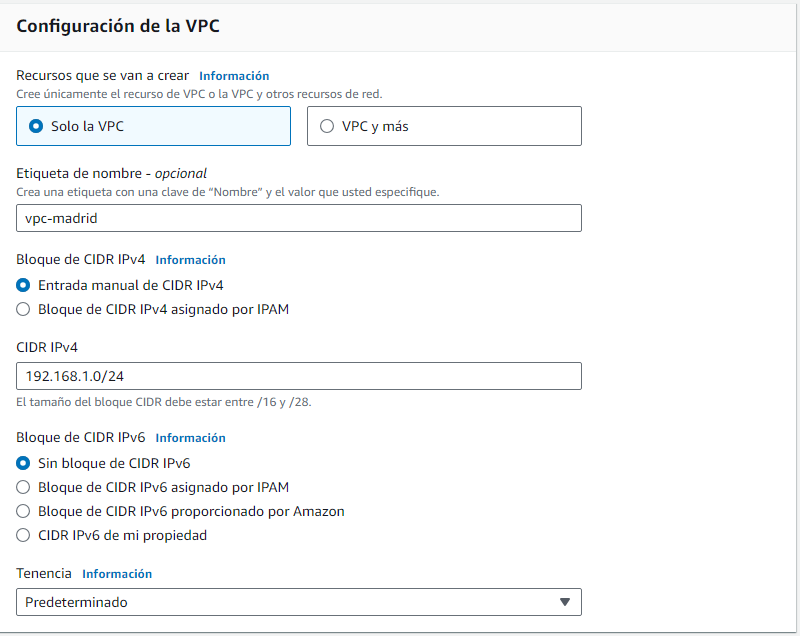 Configuración de la VPC
Recursos que se van a crear Información
Cree únicamente el recurso de VPC o la VPC y otros recursos de red.
Solo la VPC
VPC y más
Etiqueta de nombre - opcional
Crea una etiqueta con una clave de “Nombre” y el valor que usted especifique.
vpc-madrid
Bloque de CIDR IPv4 Información
Entrada manual de CIDR IPv4
Bloque de CIDR IPv4 asignado por IPAM
CIDR IPv4
192.168.1.0/24
El tamaño del bloque CIDR debe estar entre /16 y /28.
Bloque de CIDR IPv6 Información
Sin bloque de CIDR IPv6
Bloque de CIDR IPv6 asignado por IPAM
Bloque de CIDR IPv6 proporcionado por Amazon
CIDR IPv6 de mi propiedad
Tenencia Información
Predeterminado